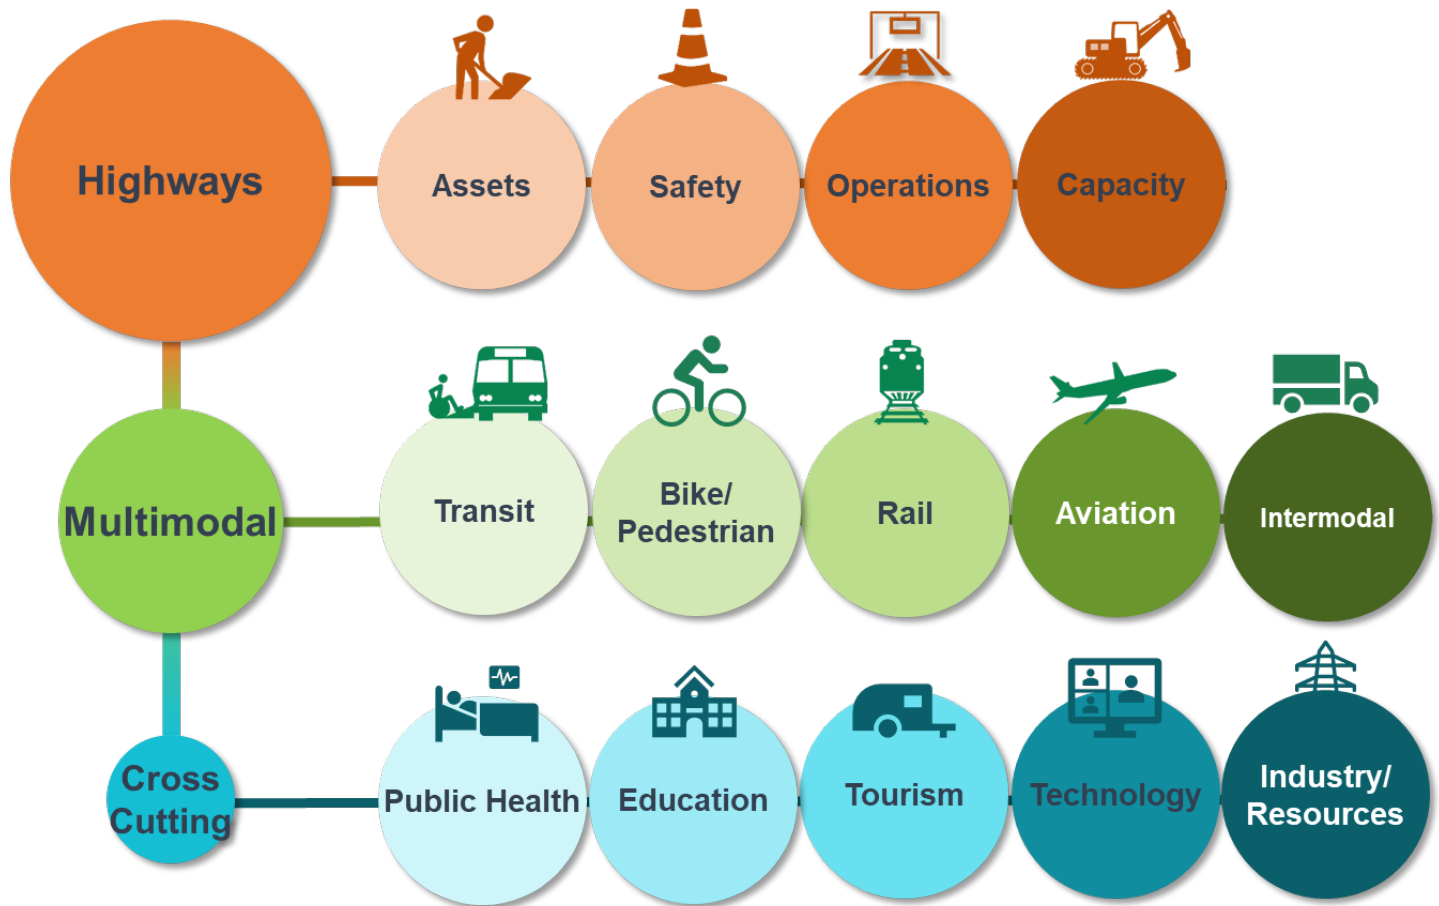 Highways
Assets
Safety
Operations
Capacity
Multimodal
Transit
Bike/
Pedestrian
Rail
Aviation
Intermodal
Cross
Cutting
Public Health
Education
Tourism
Technology
Industry/
Resources